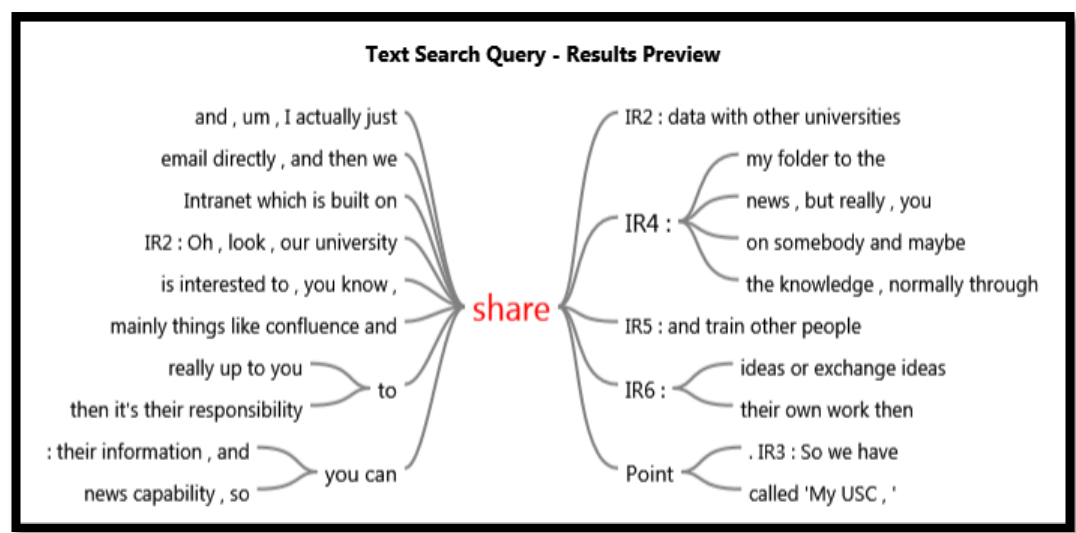 Text Search Query - Results Preview
and , um , I actually just
email directly , and then we
Intranet which is built on
IR2 : Oh , look , our university
is interested to , you know ,
mainly things like confluence and
really up to you
then it's their responsibility
to
: their information , and
news capability , so
you can
share
IR2 : data with other universities
IR4 :
my folder to the
news , but really , you
on somebody and maybe
the knowledge , normally through
IR5 : and train other people
IR6 :
ideas or exchange ideas
their own work then
Point
. IR3 : So we have
called 'My USC , '